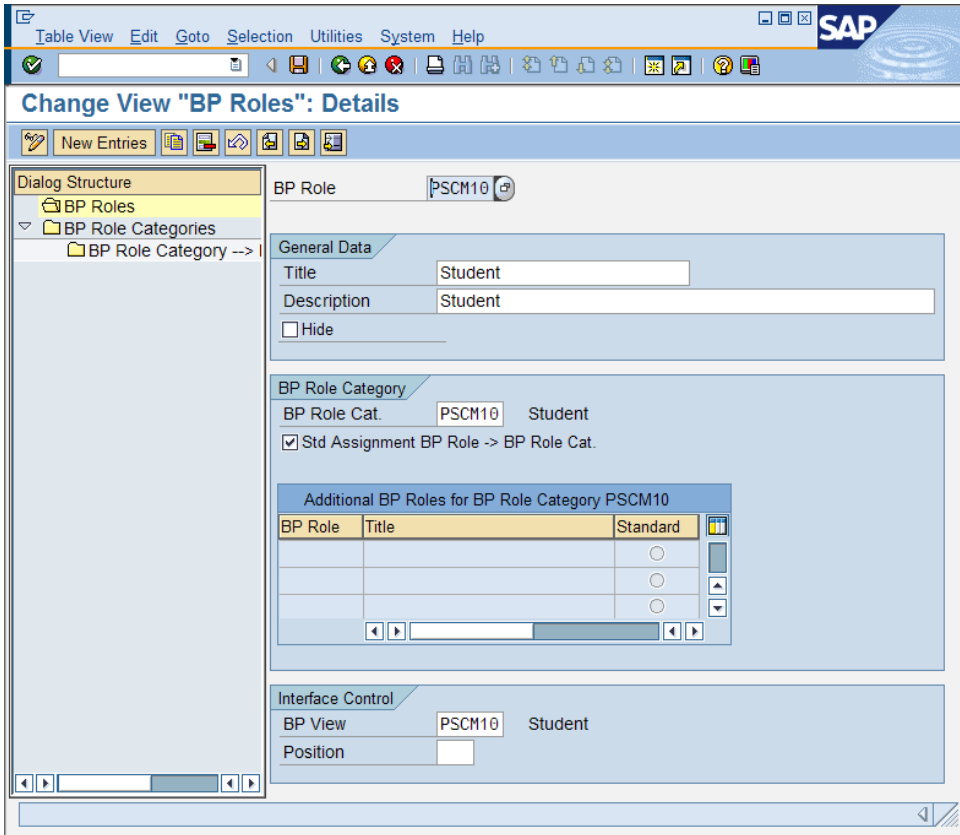 Table View Edit Goto Selection Utilities System Help
SAP
Change View "BP Roles": Details
New Entries
Dialog Structure
BP Roles
BP Role Categories
BP Role Category -->
BP Role PSCM10
General Data
Title Student
Description Student
Hide
BP Role Category
BP Role Cat. PSCM10 Student
Std Assignment BP Role -> BP Role Cat.
Additional BP Roles for BP Role Category PSCM10
BP Role Title Standard
Interface Control
BP View PSCM10 Student
Position